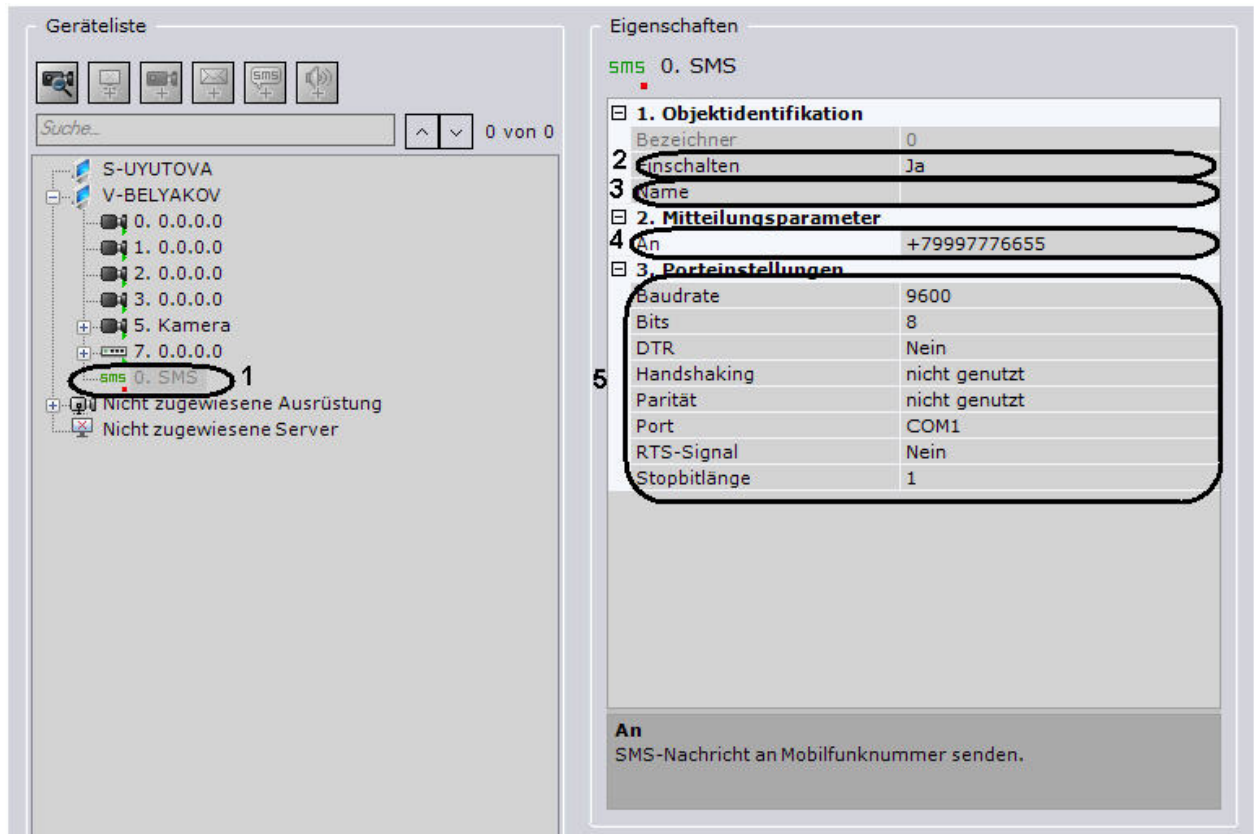 Geräteliste
sms
Suche...
0 von 0
S-UYUTOVA
V-BELYAKOV
0. 0.0.0.0
1. 0.0.0.0
2. 0.0.0.0
3. 0.0.0.0
5. Kamera
7. 0.0.0.0
sms 0. SMS 1
Nicht zugewiesene Ausrüstung
Nicht zugewiesene Server
Eigenschaften
sms 0. SMS
1. Objektidentifikation
Bezeichner 0
2 Einschalten Ja
3 Name
2. Mitteilungsparameter
4 An +79997776655
3. Porteinstellungen
Baudrate 9600
Bits 8
DTR Nein
5 Handshaking nicht genutzt
Parität nicht genutzt
Port COM1
RTS-Signal Nein
Stopbitlänge 1
An
SMS-Nachricht an Mobilfunknummer senden.